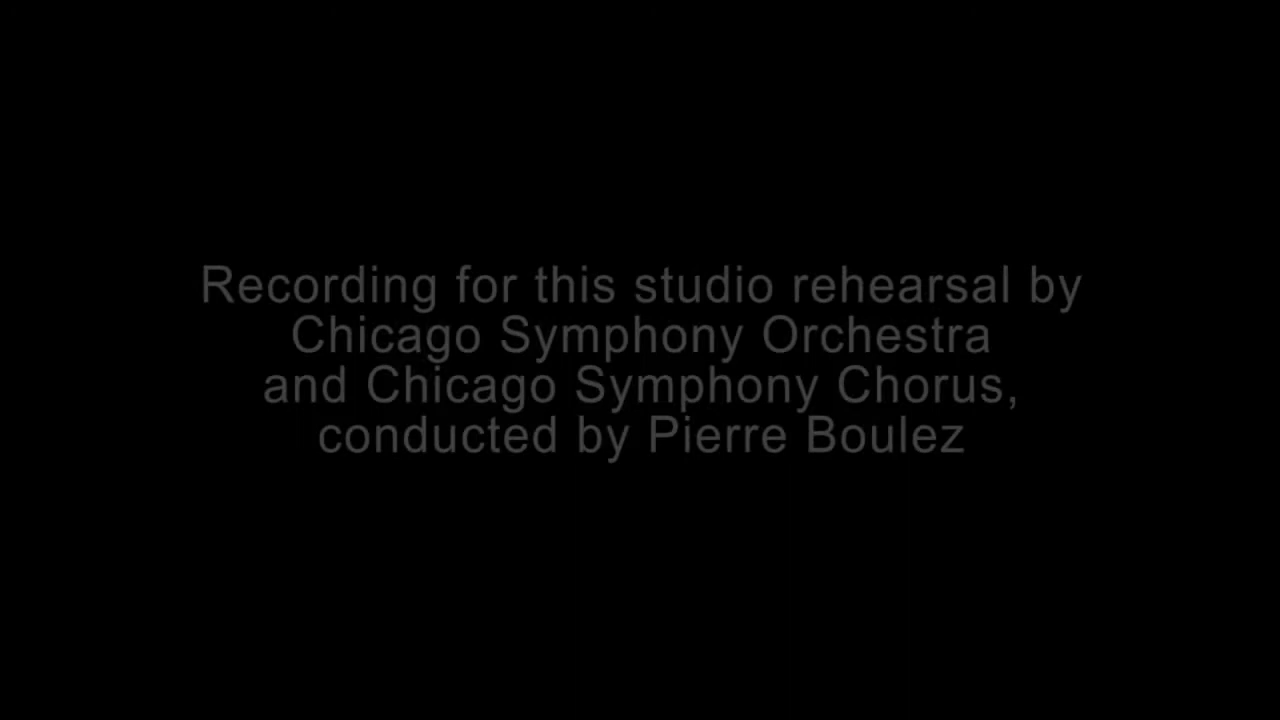 Recording for this studio rehearsal by
Chicago Symphony Orchestra
and Chicago Symphony Chorus,
conducted by Pierre Boulez